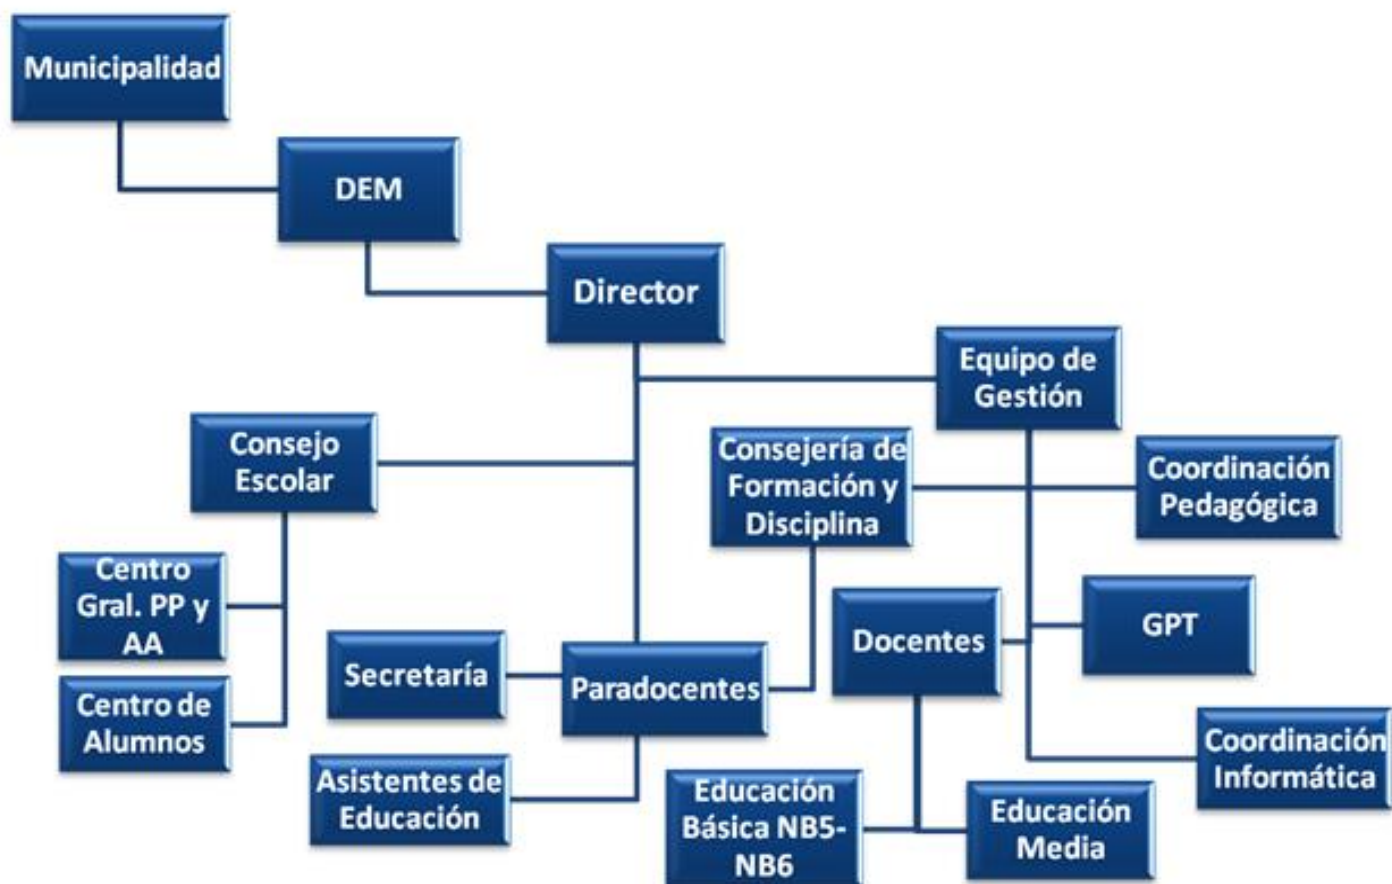 Municipalidad
DEM
Director
Equipo de
Gestión
Consejo
Escolar
Consejería de
Formación y
Disciplina
Coordinación
Pedagógica
Centro
Gral. PP y
AA
Centro de
Alumnos
Secretaría
Paradocentes
Docentes
GPT
Asistentes de
Educación
Educación
Básica NB5-
NB6
Educación
Media
Coordinación
Informática